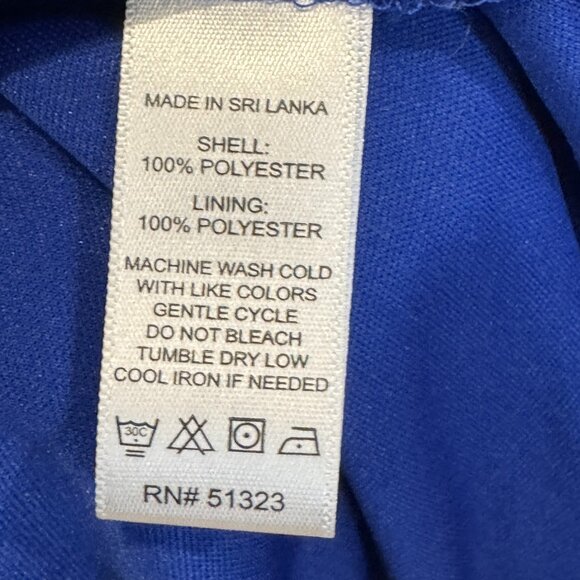 MADE IN SRI LANKA
SHELL:
100% POLYESTER
LINING:
100% POLYESTER
MACHINE WASH COLD
WITH LIKE COLORS
GENTLE CYCLE
DO NOT BLEACH
TUMBLE DRY LOW
COOL IRON IF NEEDED
30C
RN# 51323